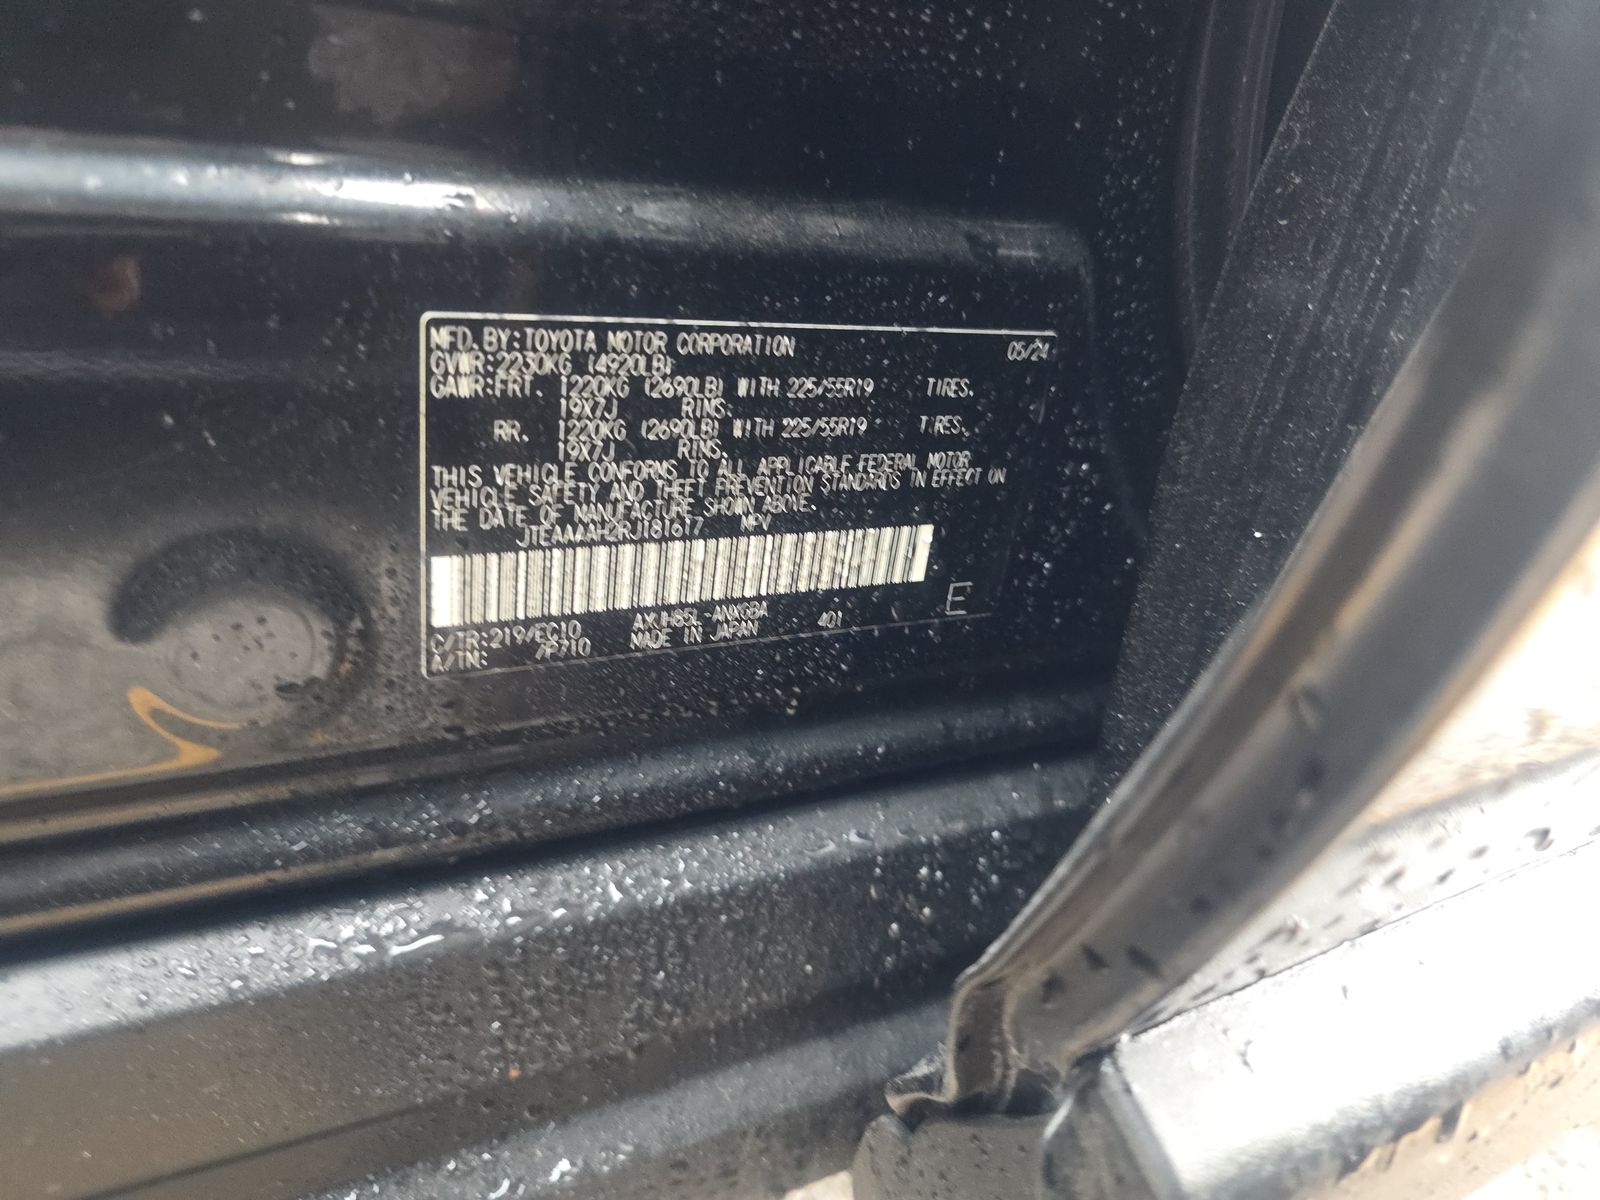 MFD. BY: TOYOTA MOTOR CORPORATION 05/24
GVWR: 2230KG (4920LB)
GAWR: FRT. 1220KG (2690LB) WITH 225/55R19 TIRES.
19X7J RIMS.
RR. 1220KG (2690LB) WITH 225/55R19 TIRES.
19X7J RIMS.
THIS VEHICLE CONFORMS TO ALL APPLICABLE FEDERAL MOTOR
VEHICLE SAFETY AND THEFT PREVENTION STANDARDS IN EFFECT ON
THE DATE OF MANUFACTURE SHOWN ABOVE.
JTEAAAAH2RJ181617 MPV
C/TR: 219/EC10 AXUH85L-ANXGBA 401 E
A/TN: /P710 MADE IN JAPAN